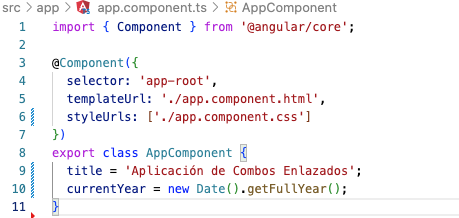 src > app > app.component.ts > AppComponent
1 import { Component } from '@angular/core';
2
3 @Component({
4   selector: 'app-root',
5   templateUrl: './app.component.html',
6   styleUrls: ['./app.component.css']
7 })
8 export class AppComponent {
9   title = 'Aplicación de Combos Enlazados';
10   currentYear = new Date().getFullYear();
11 }